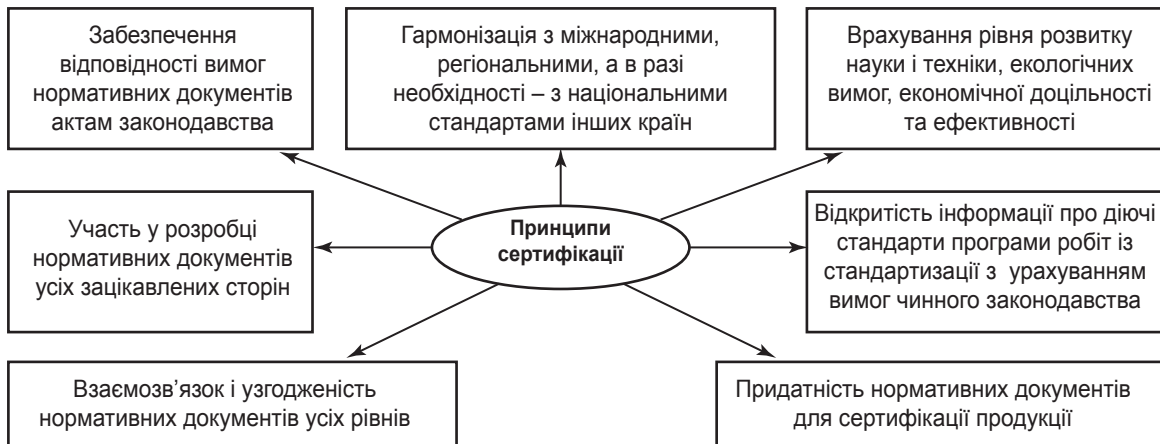 Забезпечення
відповідності вимог
нормативних документів
актам законодавства
Гармонізація з міжнародними,
регіональними, а в разі
необхідності – з національними
стандартами інших країн
Врахування рівня розвитку
науки і техніки, екологічних
вимог, економічної доцільності
та ефективності
Участь у розробці
нормативних документів
усіх зацікавлених сторін
Принципи
сертифікації
Відкритість інформації про діючі
стандарти програми робіт із
стандартизації з урахуванням
вимог чинного законодавства
Взаємозв’язок і узгодженість
нормативних документів усіх рівнів
Придатність нормативних документів
для сертифікації продукції